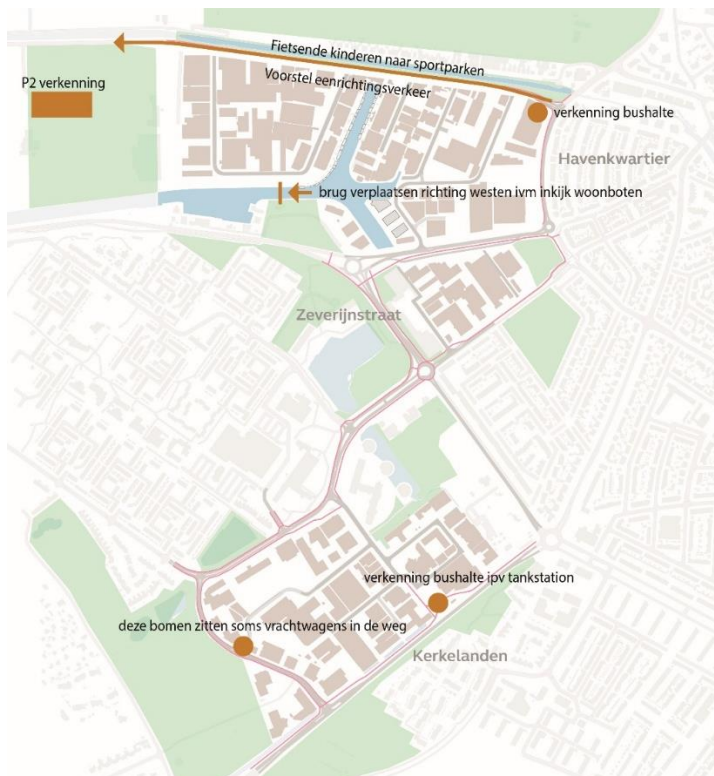 Fietsende kinderen naar sportparken
P2 verkenning
Voorstel eenrichtingsverkeer
verkenning bushalte
Havenkwartier
brug verplaatsen richting westen ivm inkijk woonboten
Zeverijnstraat
verkenning bushalte ipv tankstation
deze bomen zitten soms vrachtwagens in de weg
Kerkelanden